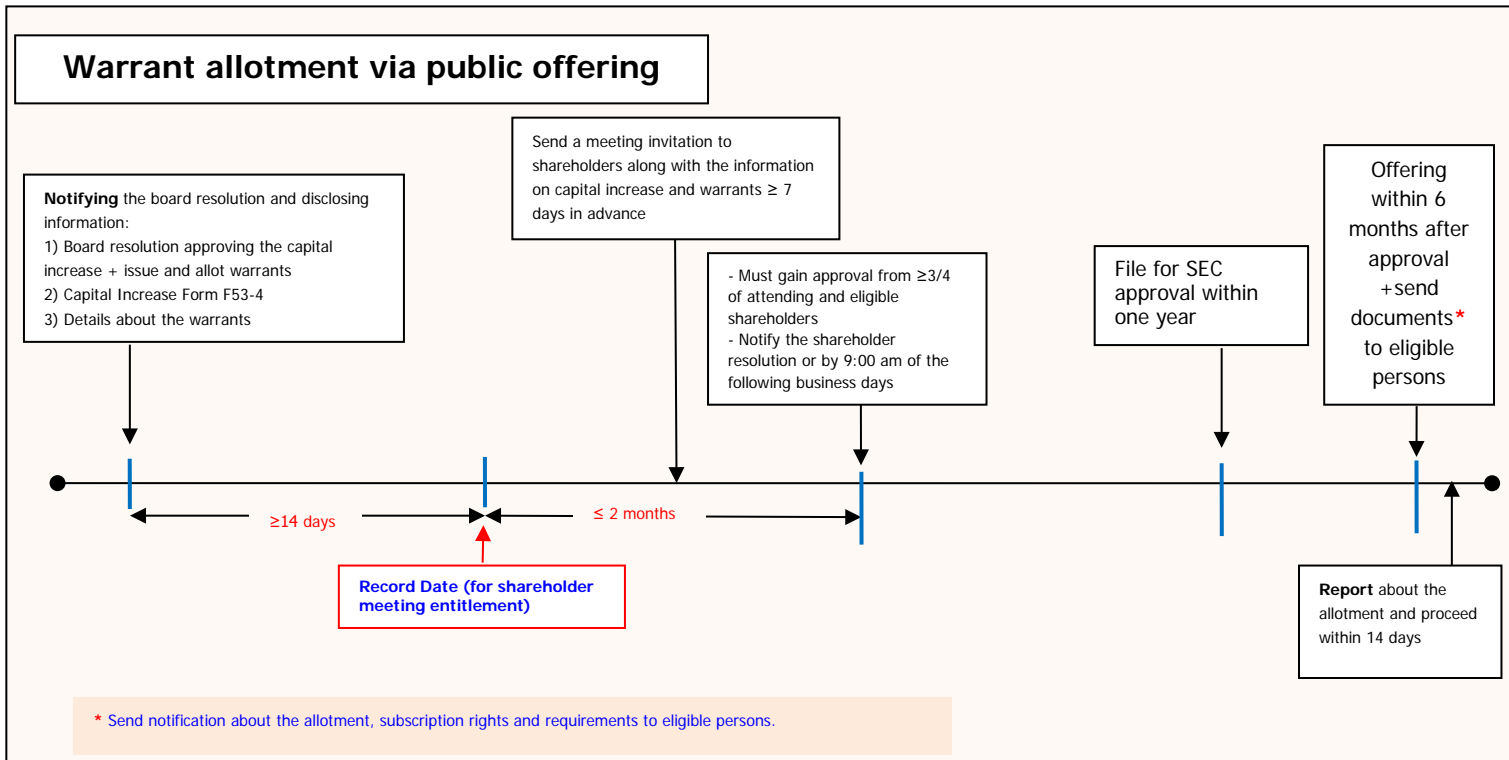 Warrant allotment via public offering
Notifying the board resolution and disclosing
information:
1) Board resolution approving the capital
increase + issue and allot warrants
2) Capital Increase Form F53-4
3) Details about the warrants
Send a meeting invitation to
shareholders along with the information
on capital increase and warrants ≥ 7
days in advance
- Must gain approval from ≥3/4
of attending and eligible
shareholders
- Notify the shareholder
resolution or by 9:00 am of the
following business days
File for SEC
approval within
one year
Offering
within 6
months after
approval
+send
documents*
to eligible
persons
≥14 days
≤ 2 months
Record Date (for shareholder
meeting entitlement)
Report about the
allotment and proceed
within 14 days
* Send notification about the allotment, subscription rights and requirements to eligible persons.